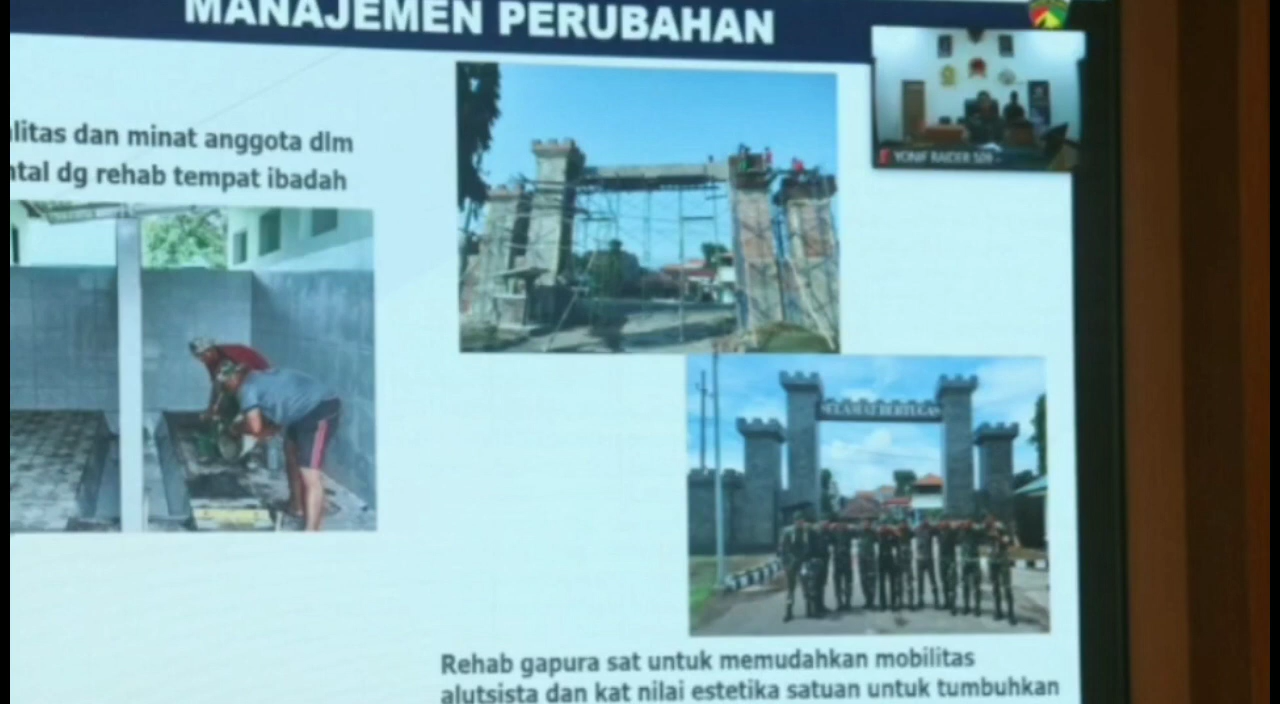 MANAJEMEN PERUBAHAN
litas dan minat anggota dlm
ntal dg rehab tempat ibadah
YONIF RAIDER 509 -
SELAMAT BERTUGAS
Rehab gapura sat untuk memudahkan mobilitas
alutsista dan kat nilai estetika satuan untuk tumbuhkan